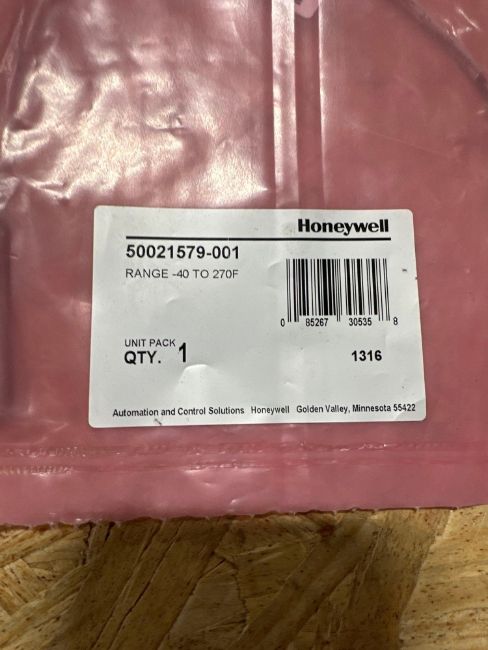 Honeywell
50021579-001
RANGE -40 TO 270F
0 85267 30535 8
UNIT PACK
QTY. 1
1316
Automation and Control Solutions Honeywell Golden Valley, Minnesota 55422